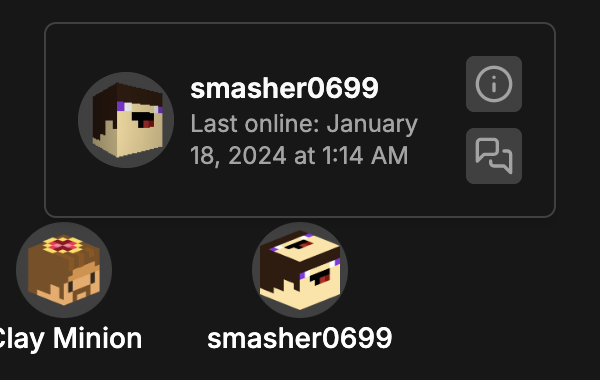 smasher0699
Last online: January
18, 2024 at 1:14 AM
Clay Minion
smasher0699